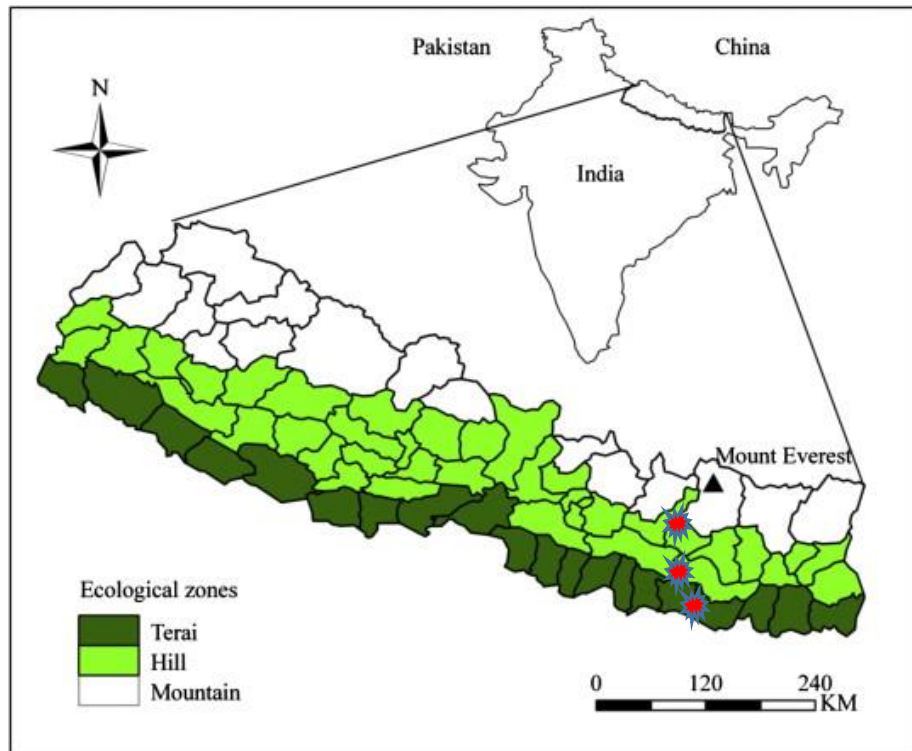 Pakistan
China
N
India
Mount Everest
Ecological zones
Terai
Hill
Mountain
0 120 240
KM